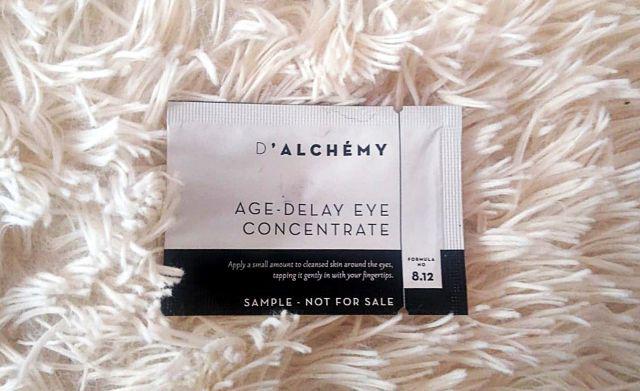 D'ALCHÉMY
AGE-DELAY EYE
CONCENTRATE
Apply a small amount to cleansed skin around the eyes,
tapping it gently in with your fingertips.
SAMPLE - NOT FOR SALE
FORMULA
NO
8.12